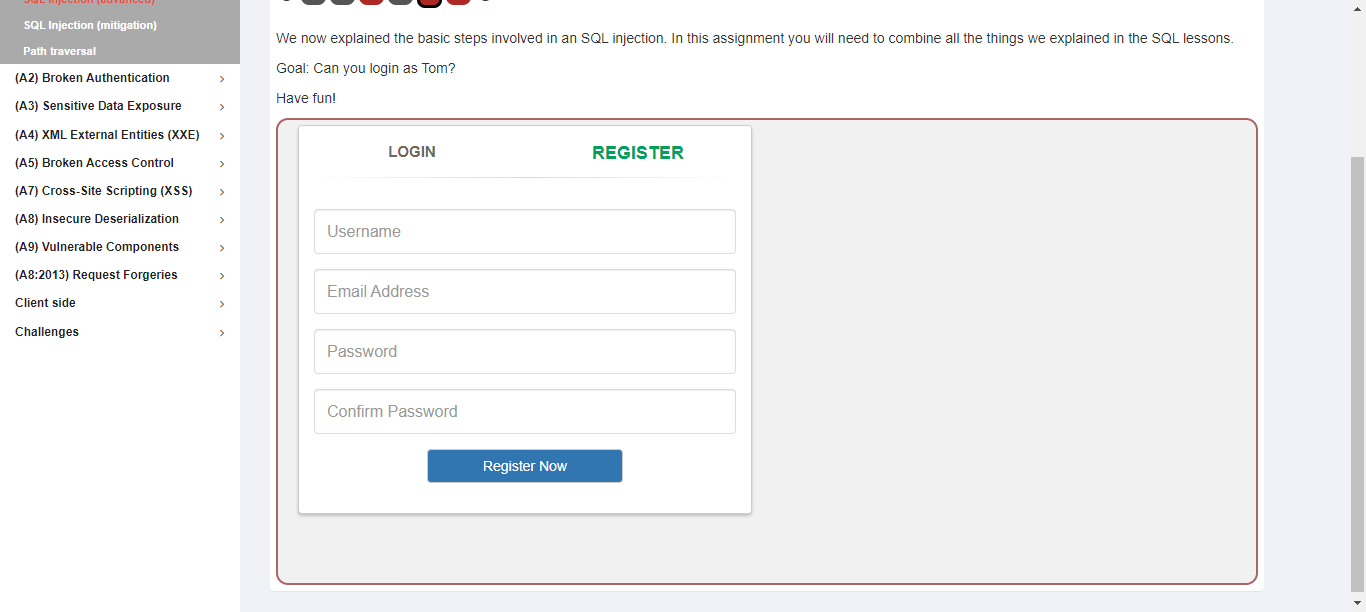 SQL Injection (advanced)
SQL Injection (mitigation)
Path traversal
(A2) Broken Authentication
(A3) Sensitive Data Exposure
(A4) XML External Entities (XXE)
(A5) Broken Access Control
(A7) Cross-Site Scripting (XSS)
(A8) Insecure Deserialization
(A9) Vulnerable Components
(A8:2013) Request Forgeries
Client side
Challenges
We now explained the basic steps involved in an SQL injection. In this assignment you will need to combine all the things we explained in the SQL lessons.
Goal: Can you login as Tom?
Have fun!
LOGIN REGISTER
Username
Email Address
Password
Confirm Password
Register Now